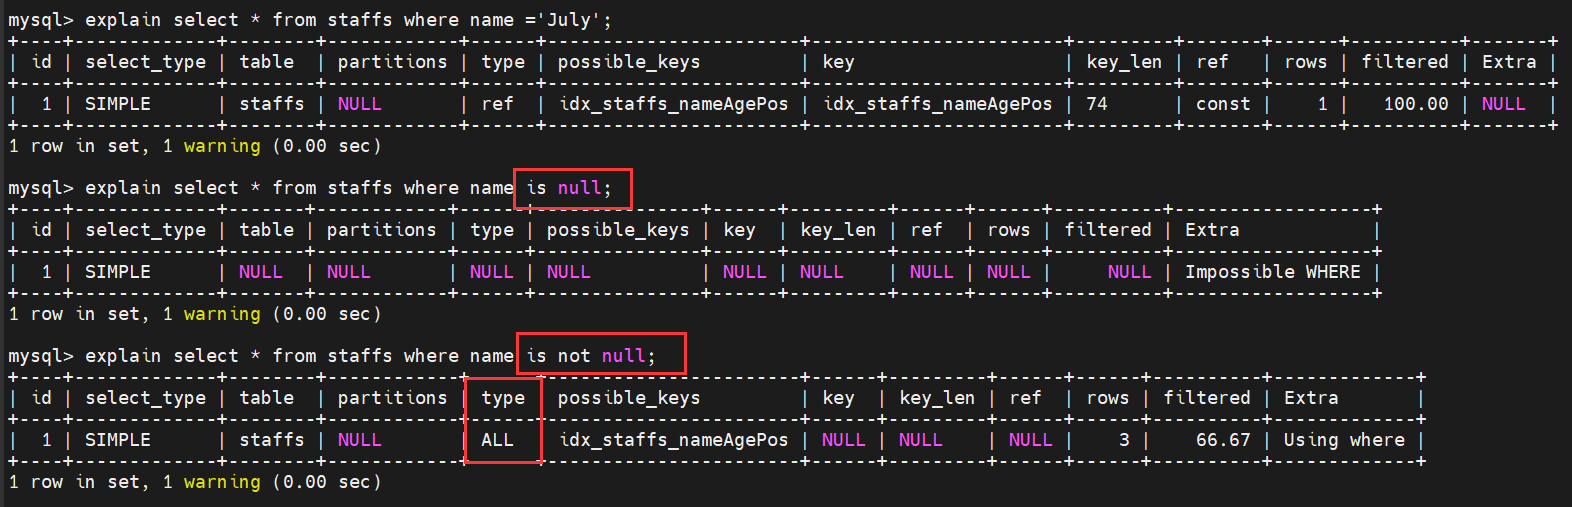 mysql> explain select * from staffs where name ='July';
+----+-------------+--------+------------+------+-----------------------+-----------------------+---------+-------+------+----------+-------+
| id | select_type | table  | partitions | type | possible_keys         | key                   | key_len | ref   | rows | filtered | Extra |
+----+-------------+--------+------------+------+-----------------------+-----------------------+---------+-------+------+----------+-------+
|  1 | SIMPLE      | staffs | NULL       | ref  | idx_staffs_nameAgePos | idx_staffs_nameAgePos | 74      | const |    1 |   100.00 | NULL  |
+----+-------------+--------+------------+------+-----------------------+-----------------------+---------+-------+------+----------+-------+
1 row in set, 1 warning (0.00 sec)
mysql> explain select * from staffs where name is null;
+----+-------------+-------+------------+------+---------------+------+---------+------+------+----------+------------------+
| id | select_type | table | partitions | type | possible_keys | key  | key_len | ref  | rows | filtered | Extra            |
+----+-------------+-------+------------+------+---------------+------+---------+------+------+----------+------------------+
|  1 | SIMPLE      | NULL  | NULL       | NULL | NULL          | NULL | NULL    | NULL | NULL |     NULL | Impossible WHERE |
+----+-------------+-------+------------+------+---------------+------+---------+------+------+----------+------------------+
1 row in set, 1 warning (0.00 sec)
mysql> explain select * from staffs where name is not null;
+----+-------------+--------+------------+------+-----------------------+------+---------+------+------+----------+-------------+
| id | select_type | table  | partitions | type | possible_keys         | key  | key_len | ref  | rows | filtered | Extra       |
+----+-------------+--------+------------+------+-----------------------+------+---------+------+------+----------+-------------+
|  1 | SIMPLE      | staffs | NULL       | ALL  | idx_staffs_nameAgePos | NULL | NULL    | NULL |    3 |    66.67 | Using where |
+----+-------------+--------+------------+------+-----------------------+------+---------+------+------+----------+-------------+
1 row in set, 1 warning (0.00 sec)